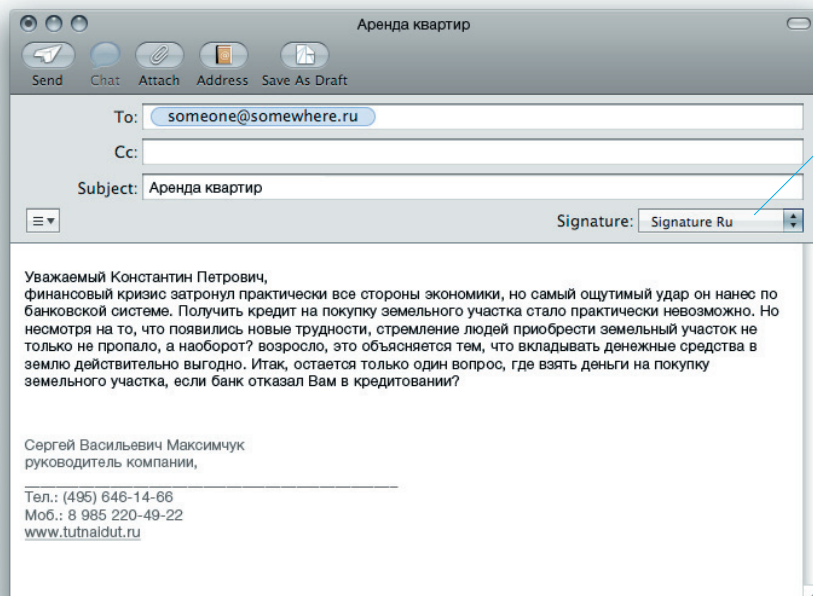 Аренда квартир
Send Chat Attach Address Save As Draft
To: someone@somewhere.ru
Cc:
Subject: Аренда квартир
Signature: Signature Ru
Уважаемый Константин Петрович,
финансовый кризис затронул практически все стороны экономики, но самый ощутимый удар он нанес по
банковской системе. Получить кредит на покупку земельного участка стало практически невозможно. Но
несмотря на то, что появились новые трудности, стремление людей приобрести земельный участок не
только не пропало, а наоборот? возросло, это объясняется тем, что вкладывать денежные средства в
землю действительно выгодно. Итак, остается только один вопрос, где взять деньги на покупку
земельного участка, если банк отказал Вам в кредитовании?
Сергей Васильевич Максимчук
руководитель компании,
Тел.: (495) 646-14-66
Моб.: 8 985 220-49-22
www.tutnaidut.ru